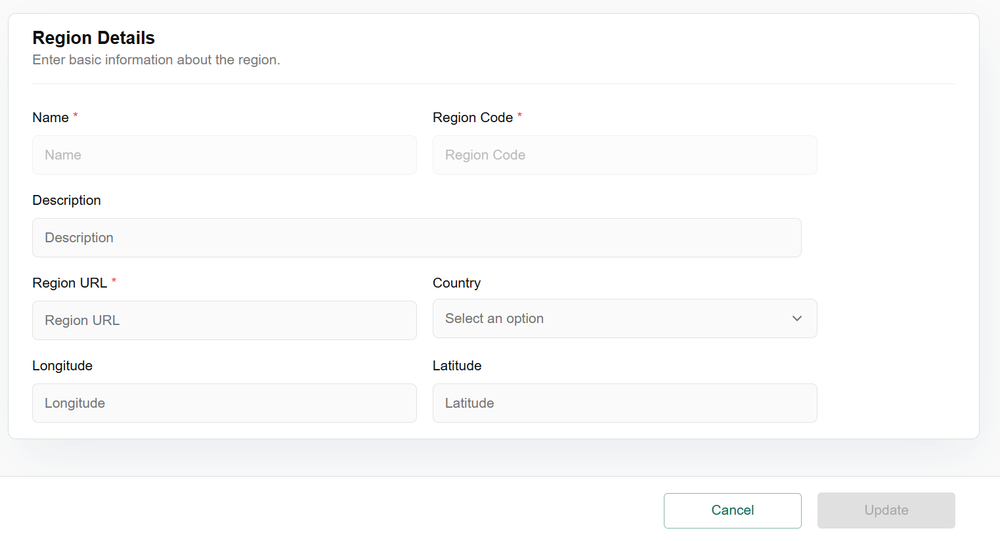 Region Details
Enter basic information about the region.
Name *
Region Code *
Name
Region Code
Description
Description
Region URL *
Country
Region URL
Select an option
Longitude
Latitude
Longitude
Latitude
Cancel
Update